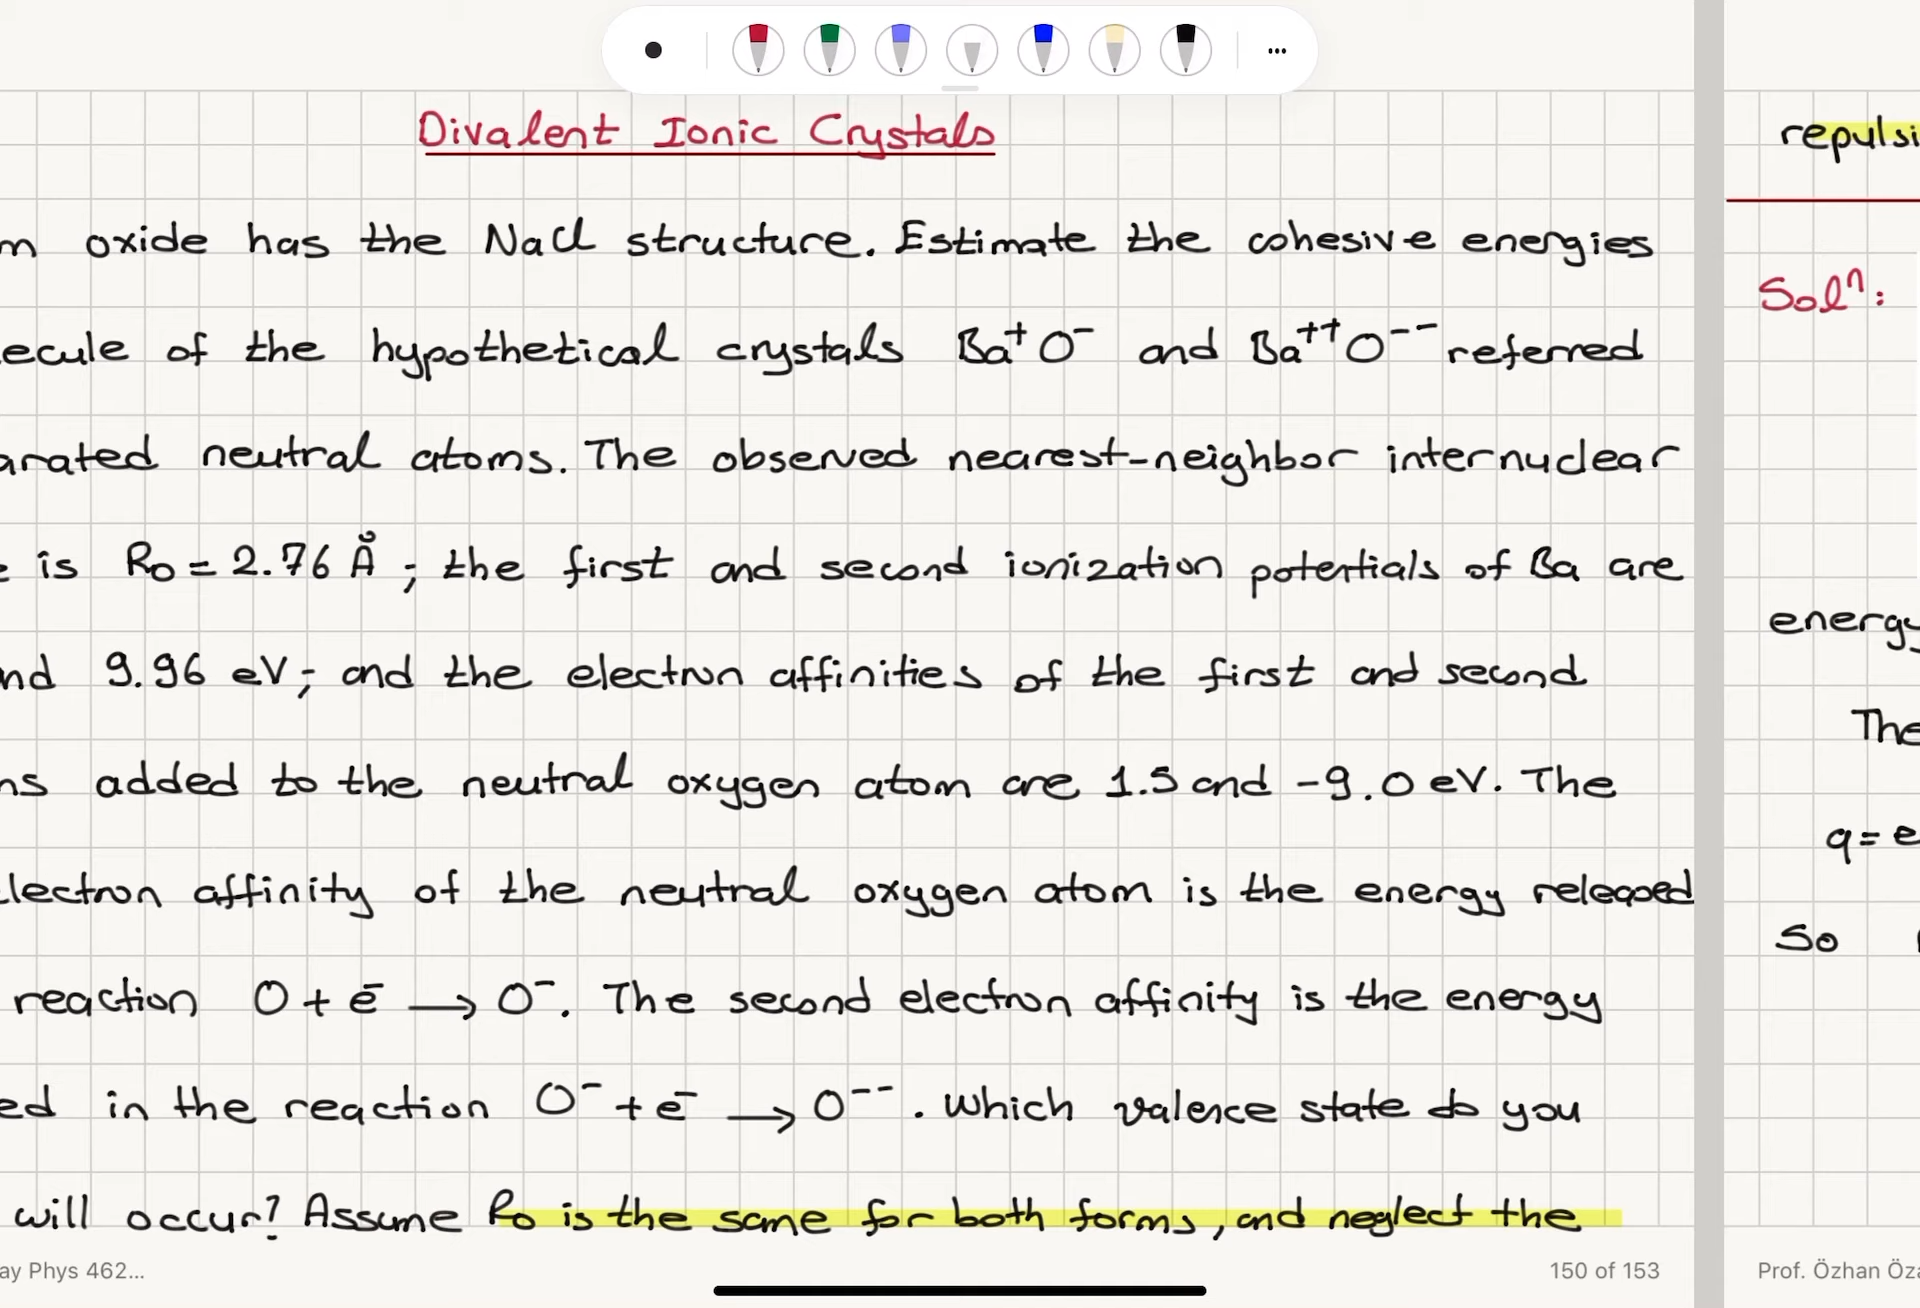 Divalent Ionic Crystals
m oxide has the NaCl structure. Estimate the cohesive energies
ecule of the hypothetical crystals Ba⁺O⁻ and Ba⁺⁺O⁻⁻ referred
arated neutral atoms. The observed nearest-neighbor internuclear
e is R₀ = 2.76 Å ; the first and second ionization potentials of Ba are
nd 9.96 eV; and the electron affinities of the first and second
ns added to the neutral oxygen atom are 1.5 and -9.0 eV. The
lectron affinity of the neutral oxygen atom is the energy released
reaction O + e⁻ → O⁻. The second electron affinity is the energy
ed in the reaction O⁻ + e⁻ → O⁻⁻. Which valence state do you
will occur? Assume R₀ is the same for both forms, and neglect the
ay Phys 462...
150 of 153
repulsi
Solⁿ:
energy
The
q = e
So
Prof. Özhan Öza